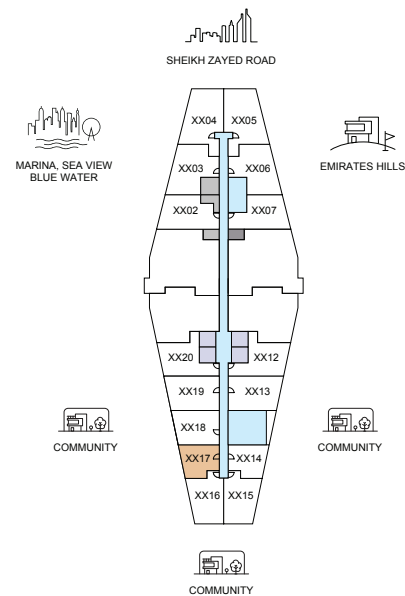 SHEIKH ZAYED ROAD
XX04 XX05
MARINA, SEA VIEW
BLUE WATER
EMIRATES HILLS
XX03 XX06
XX02 XX07
XX20 XX12
XX19 XX13
XX18
COMMUNITY
COMMUNITY
XX17 XX14
XX16 XX15
COMMUNITY